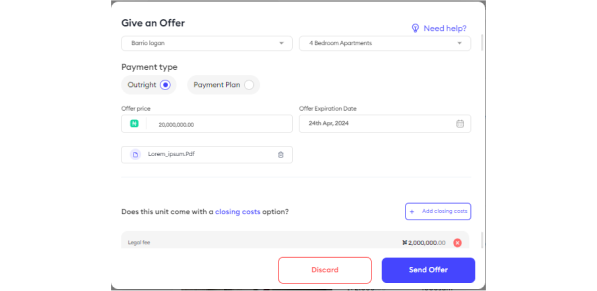 Give an Offer
Need help?
Barrio logan
4 Bedroom Apartments
Payment type
Outright
Payment Plan
Offer price
Offer Expiration Date
20,000,000.00
24th Apr, 2024
Lorem_ipsum.Pdf
Does this unit come with a closing costs option?
+ Add closing costs
Legal fee
₦2,000,000.00
Discard
Send Offer